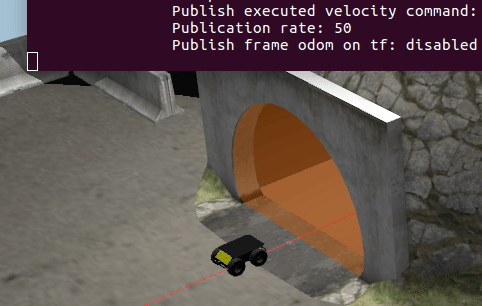 Publish executed velocity command:
Publication rate: 50
Publish frame odom on tf: disabled